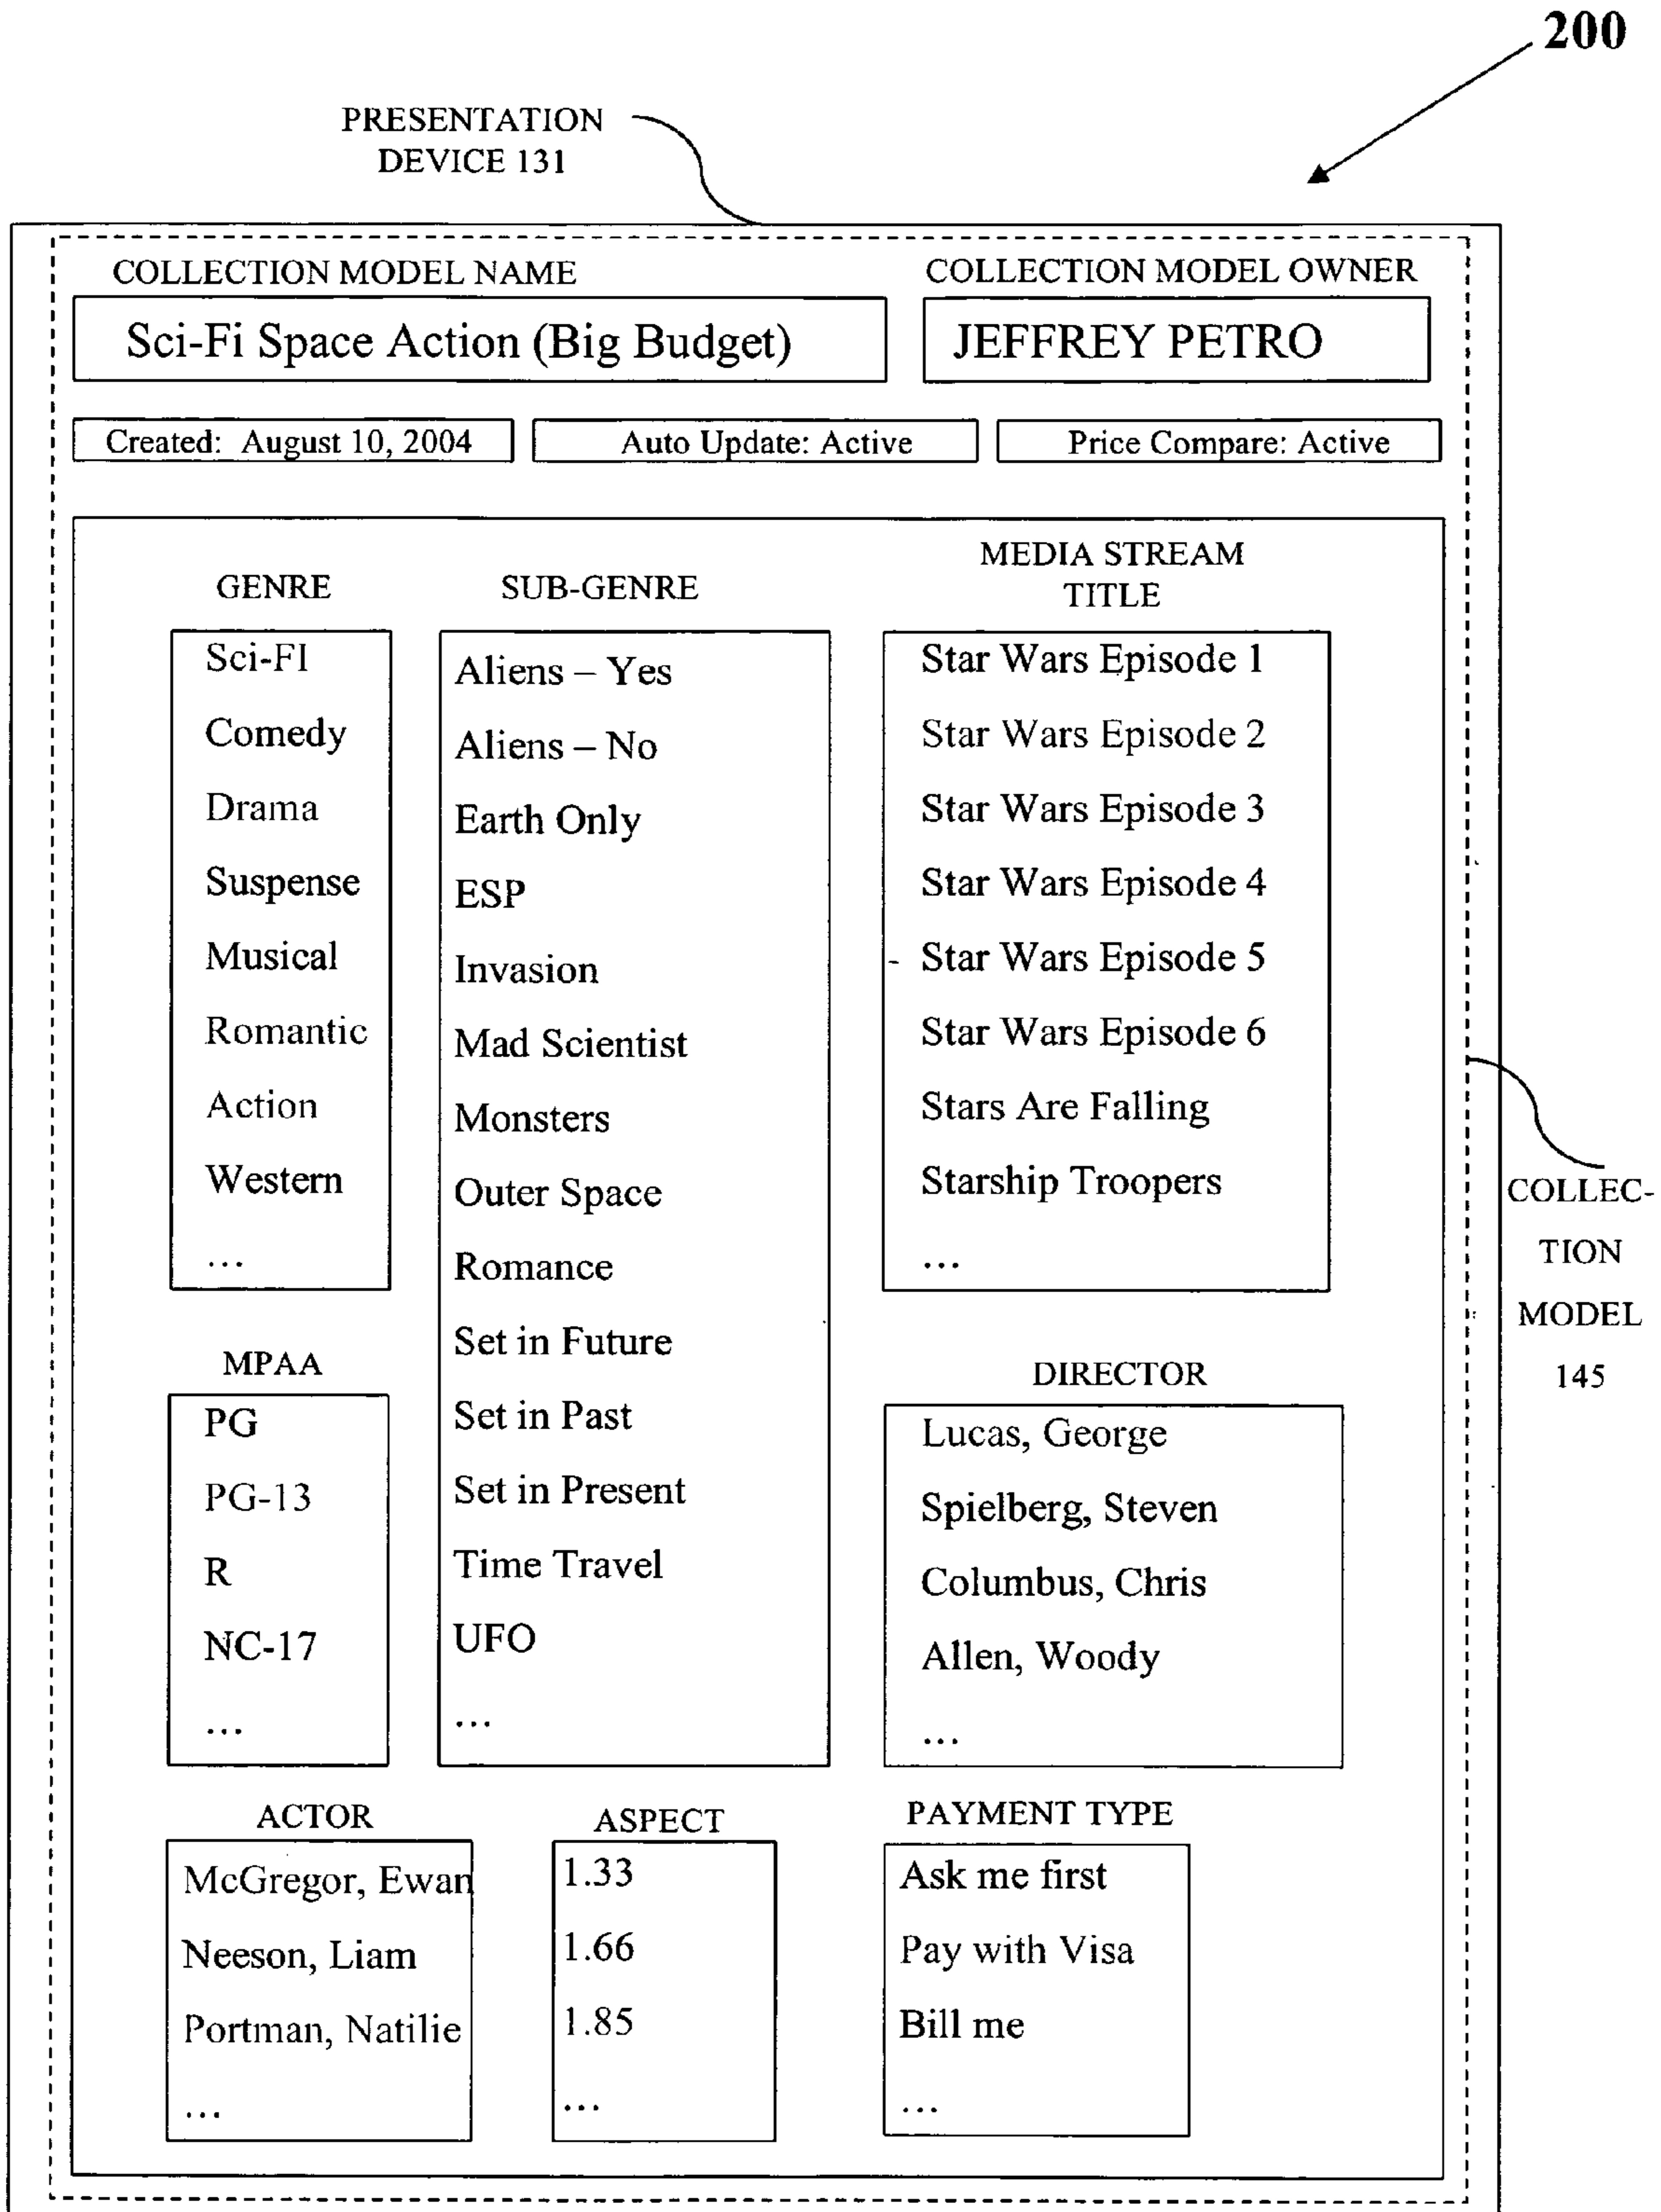 200
PRESENTATION
DEVICE 131
COLLECTION MODEL NAME
Sci-Fi Space Action (Big Budget)
COLLECTION MODEL OWNER
JEFFREY PETRO
Created: August 10, 2004
Auto Update: Active
Price Compare: Active
GENRE
Sci-FI
Comedy
Drama
Suspense
Musical
Romantic
Action
Western
...
SUB-GENRE
Aliens – Yes
Aliens – No
Earth Only
ESP
Invasion
Mad Scientist
Monsters
Outer Space
Romance
Set in Future
Set in Past
Set in Present
Time Travel
UFO
...
MEDIA STREAM
TITLE
Star Wars Episode 1
Star Wars Episode 2
Star Wars Episode 3
Star Wars Episode 4
Star Wars Episode 5
Star Wars Episode 6
Stars Are Falling
Starship Troopers
...
COLLEC-
TION
MODEL
145
MPAA
PG
PG-13
R
NC-17
...
DIRECTOR
Lucas, George
Spielberg, Steven
Columbus, Chris
Allen, Woody
...
ACTOR
McGregor, Ewan
Neeson, Liam
Portman, Natilie
...
ASPECT
1.33
1.66
1.85
...
PAYMENT TYPE
Ask me first
Pay with Visa
Bill me
...